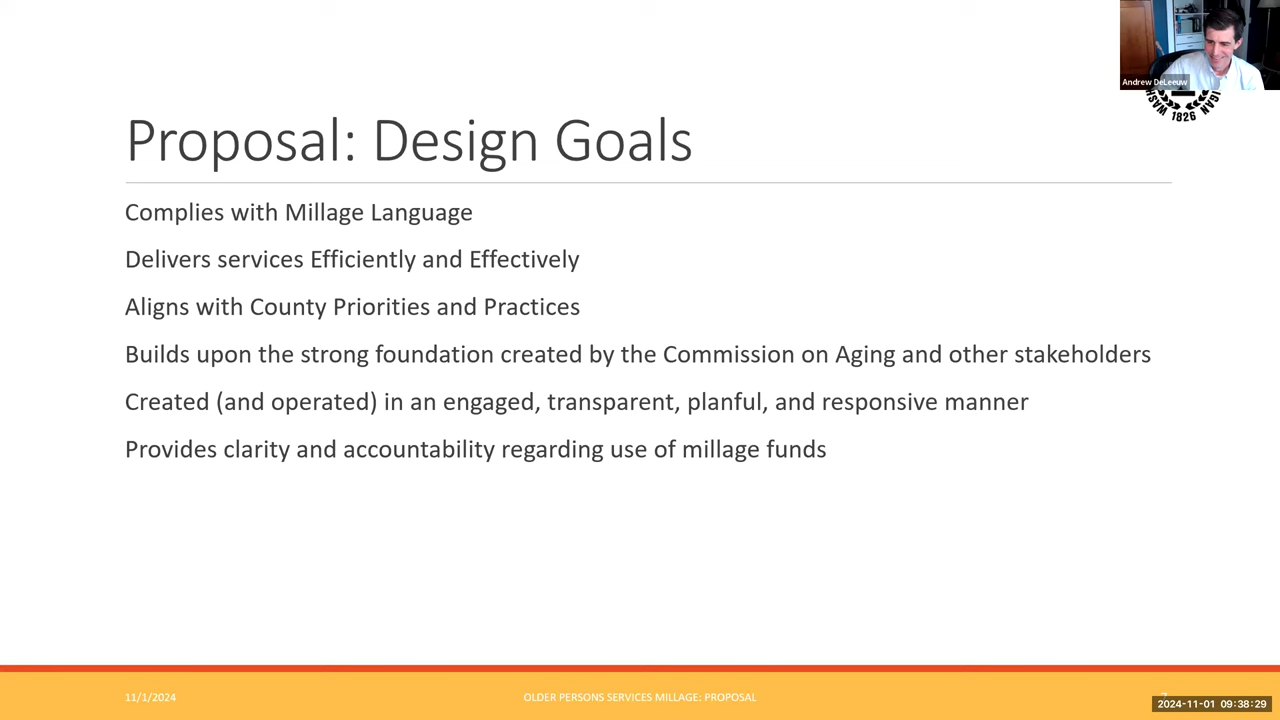 Andrew DeLeeuw
1826
Proposal: Design Goals
Complies with Millage Language
Delivers services Efficiently and Effectively
Aligns with County Priorities and Practices
Builds upon the strong foundation created by the Commission on Aging and other stakeholders
Created (and operated) in an engaged, transparent, planful, and responsive manner
Provides clarity and accountability regarding use of millage funds
11/1/2024
OLDER PERSONS SERVICES MILLAGE: PROPOSAL
2024-11-01 09:38:29